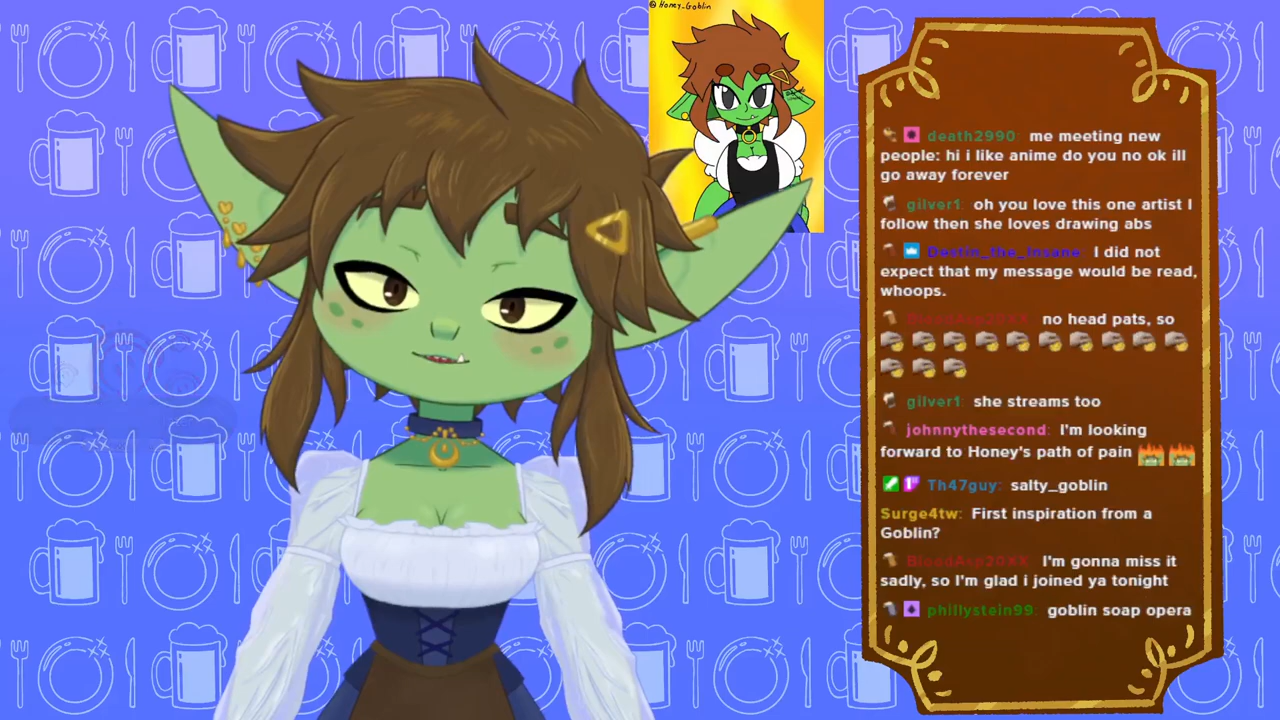 @ Honey_Goblin
death2990: me meeting new
people: hi i like anime do you no ok ill
go away forever
gilver1: oh you love this one artist I
follow then she loves drawing abs
Destin_the_Insane: I did not
expect that my message would be read,
whoops.
BloodAsp20XX no head pats, so
gilver1: she streams too
johnnythesecond: I'm looking
forward to Honey's path of pain
Th47guy: salty_goblin
Surge4tw: First inspiration from a
Goblin?
BloodAsp20XX I'm gonna miss it
sadly, so I'm glad i joined ya tonight
phillystein99: goblin soap opera